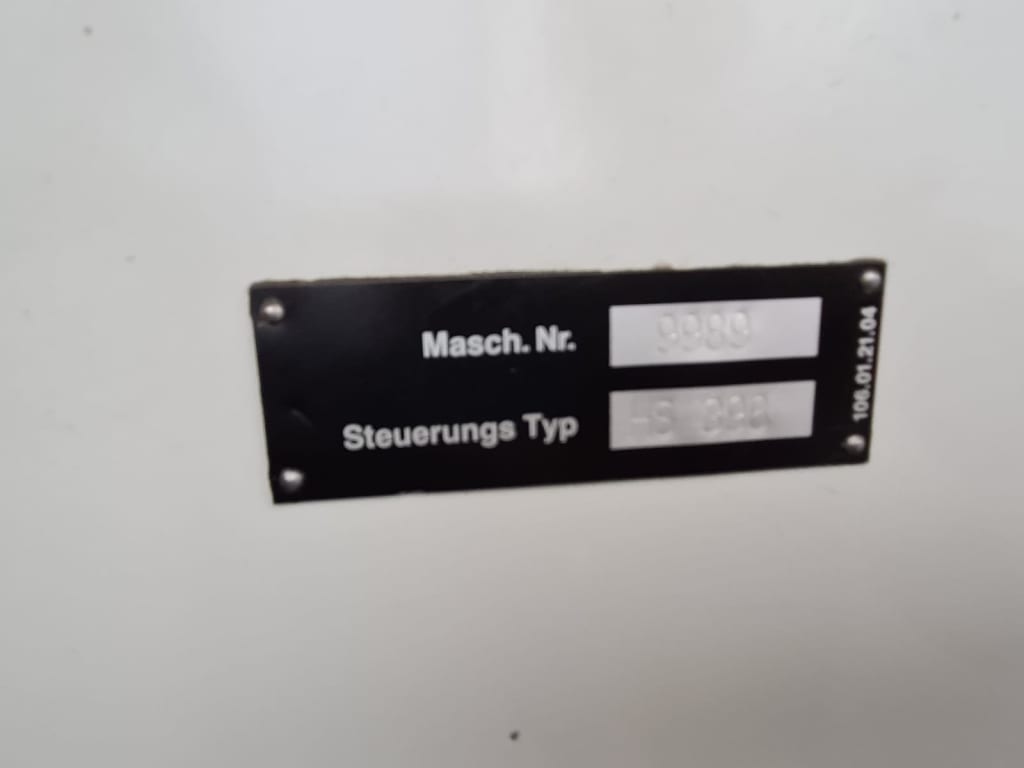 Masch. Nr.
Steuerungs Typ
106.01.21.04